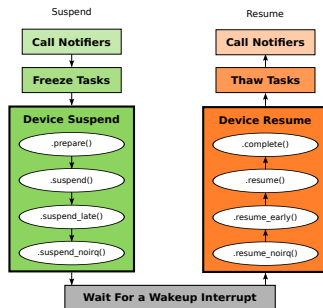 Suspend
Call Notifiers
Freeze Tasks
Device Suspend
.prepare()
.suspend()
.suspend_late()
.suspend_noirq()
Resume
Call Notifiers
Thaw Tasks
Device Resume
.complete()
.resume()
.resume_early()
.resume_noirq()
Wait For a Wakeup Interrupt